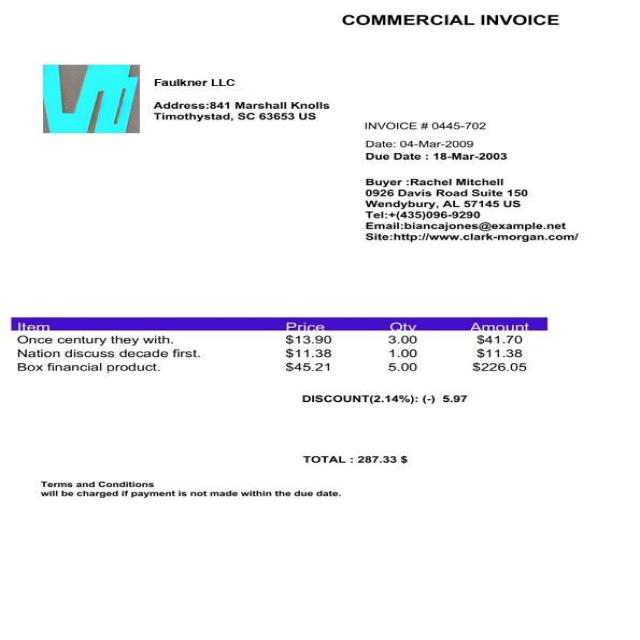 COMMERCIAL INVOICE
Faulkner LLC
Address:841 Marshall Knolls
Timothystad, SC 63653 US
INVOICE # 0445-702
Date: 04-Mar-2009
Due Date : 18-Mar-2003
Buyer :Rachel Mitchell
0926 Davis Road Suite 150
Wendybury, AL 57145 US
Tel:+(435)096-9290
Email:biancajones@example.net
Site:http://www.clark-morgan.com/
Item Price Qty Amount
Once century they with. $13.90 3.00 $41.70
Nation discuss decade first. $11.38 1.00 $11.38
Box financial product. $45.21 5.00 $226.05
DISCOUNT(2.14%): (-) 5.97
TOTAL : 287.33 $
Terms and Conditions
will be charged if payment is not made within the due date.